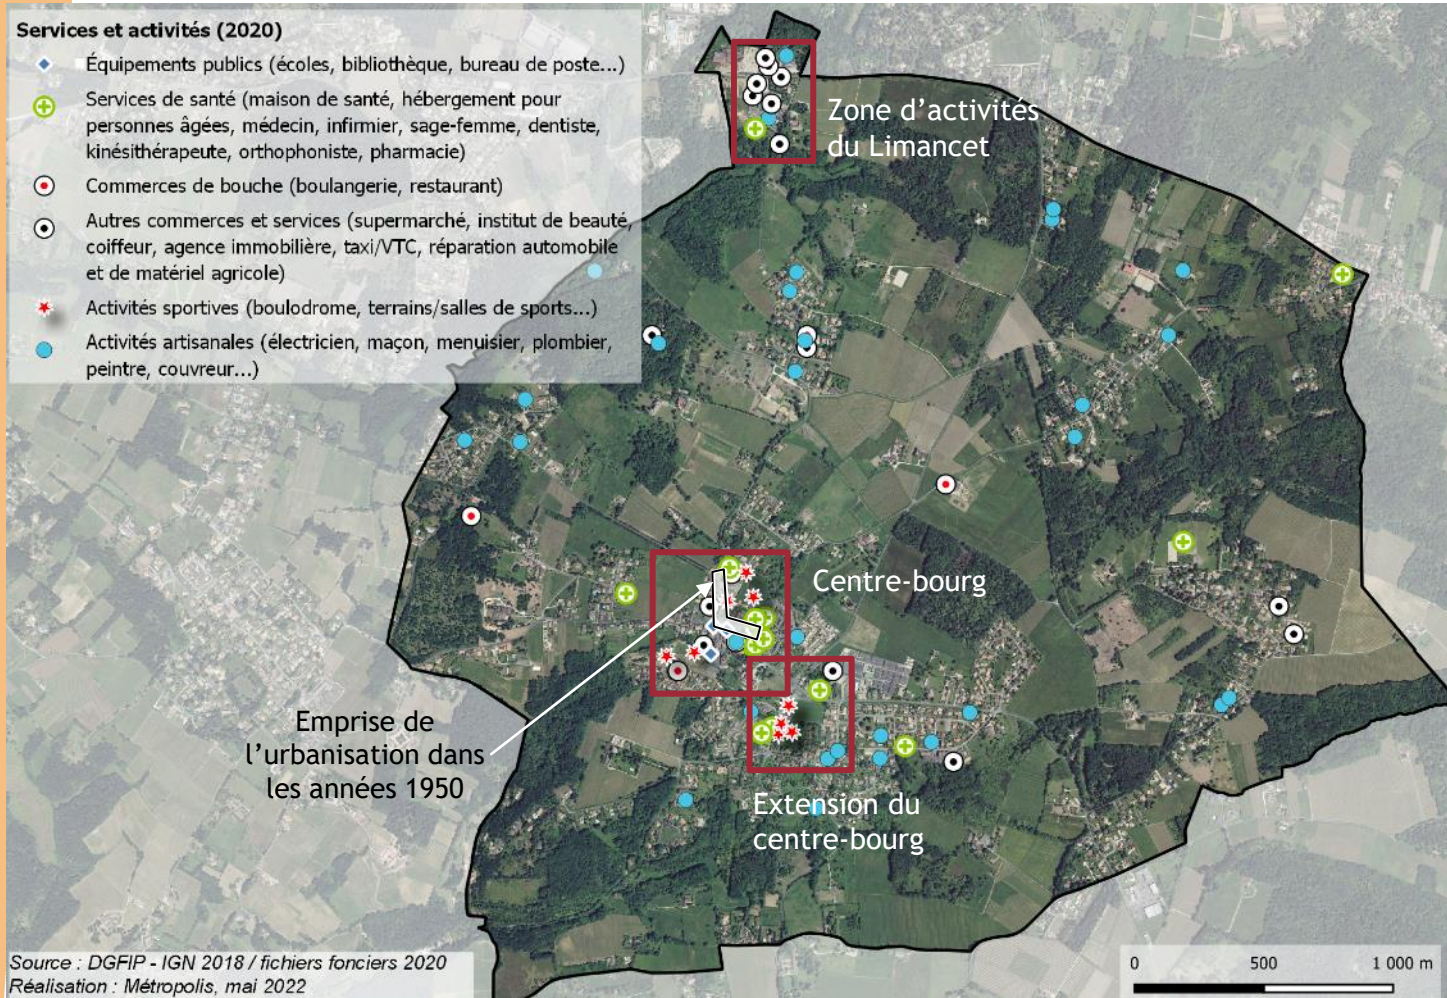 Services et activités (2020)
Équipements publics (écoles, bibliothèque, bureau de poste...)
Services de santé (maison de santé, hébergement pour
personnes âgées, médecin, infirmier, sage-femme, dentiste,
kinésithérapeute, orthophoniste, pharmacie)
Commerces de bouche (boulangerie, restaurant)
Autres commerces et services (supermarché, institut de beauté,
coiffeur, agence immobilière, taxi/VTC, réparation automobile
et de matériel agricole)
Activités sportives (boulodrome, terrains/salles de sports...)
Activités artisanales (électricien, maçon, menuisier, plombier,
peintre, couvreur...)
Zone d'activités
du Limancet
Centre-bourg
Emprise de
l'urbanisation dans
les années 1950
Extension du
centre-bourg
Source : DGFIP - IGN 2018 / fichiers fonciers 2020
Réalisation : Métropolis, mai 2022
0 500 1 000 m